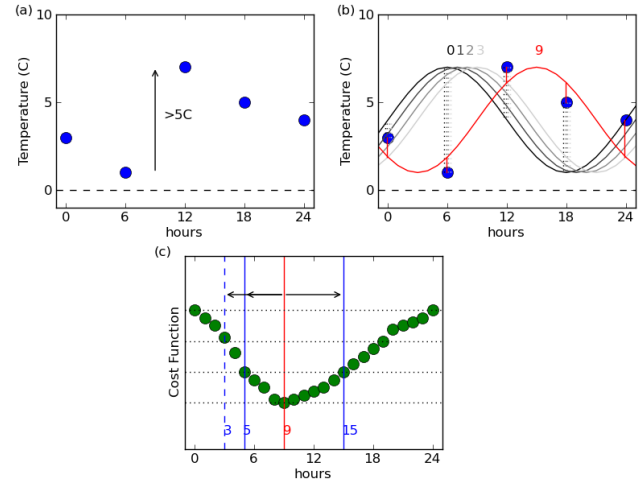 (a)
Temperature (C)
10
5
0
>5C
0 6 12 18 24
hours
(b)
Temperature (C)
10
5
0
0 1 2 3 9
0 6 12 18 24
hours
(c)
Cost Function
3 5 9 15
0 6 12 18 24
hours